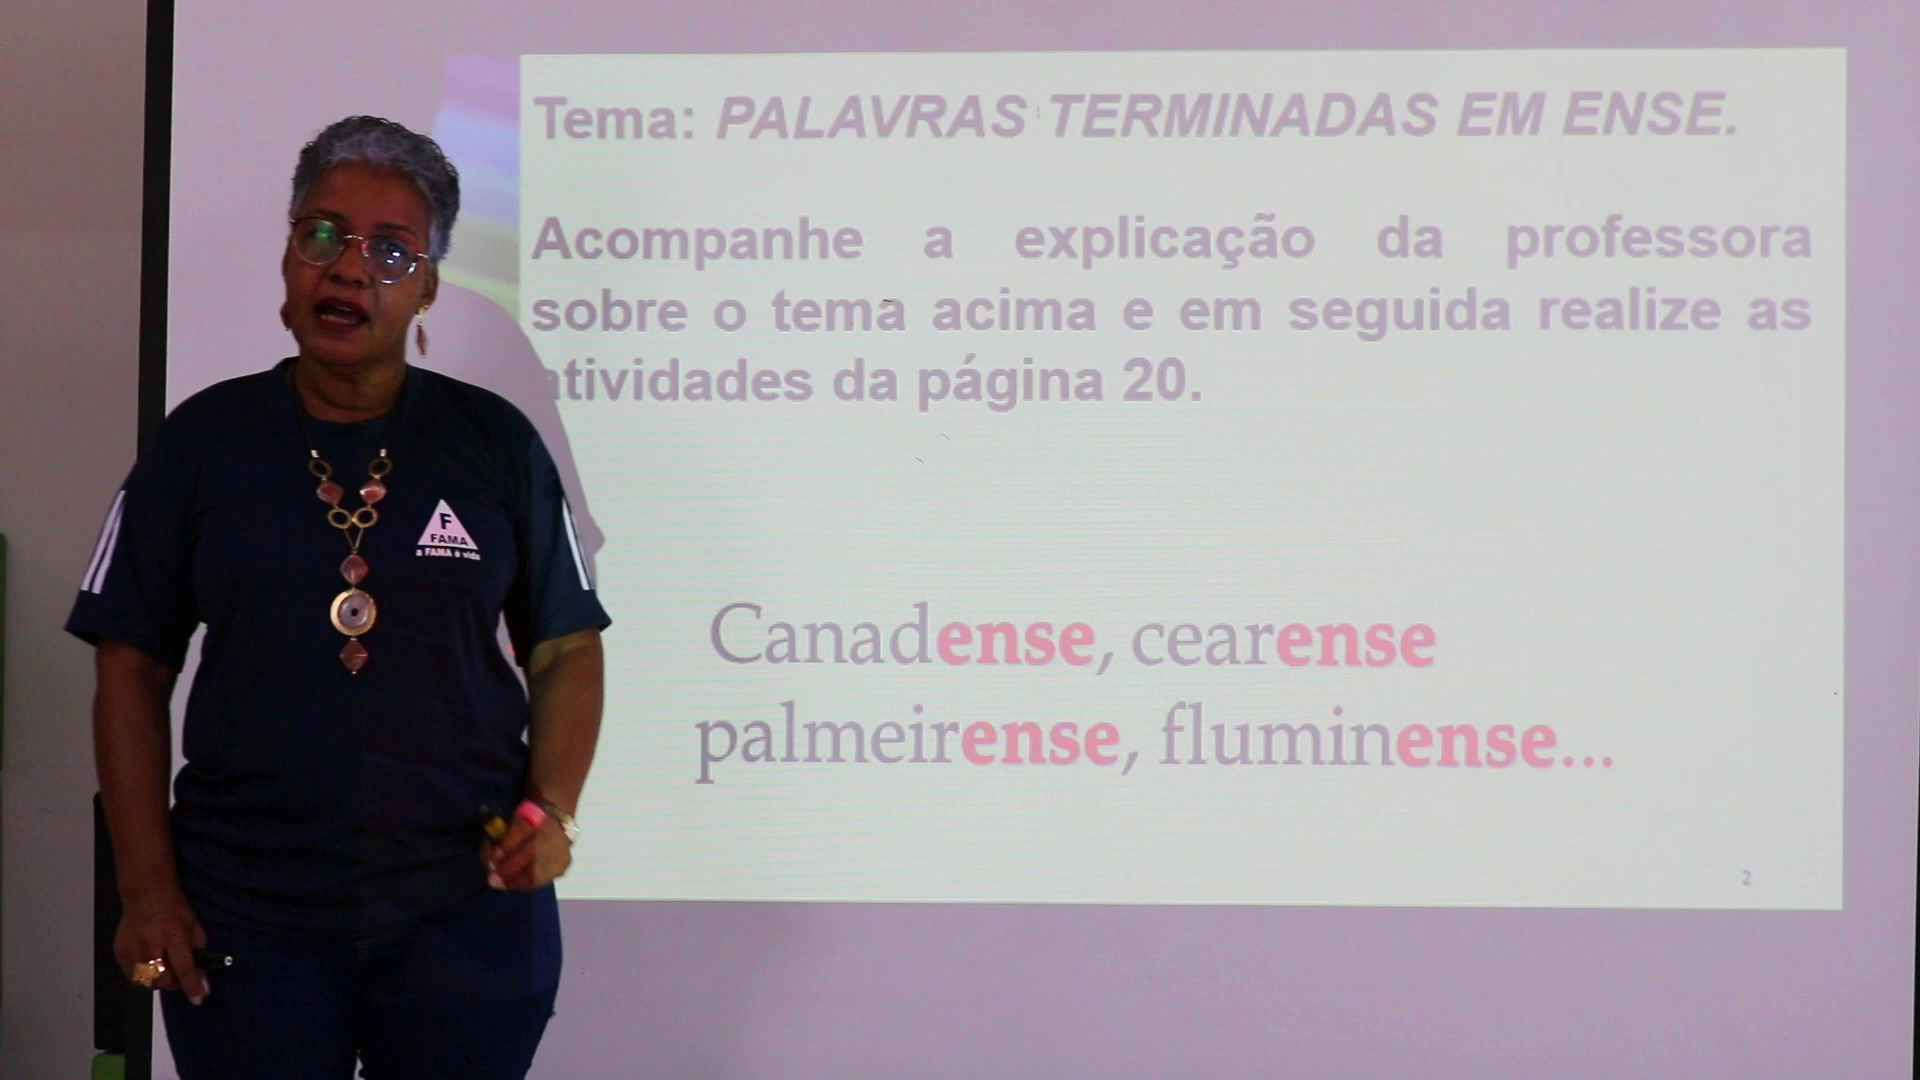 Tema: PALAVRAS TERMINADAS EM ENSE.
Acompanhe a explicação da professora
sobre o tema acima e em seguida realize as
atividades da página 20.
Canadense, cearense
palmeirense, fluminense...
2
F
FAMA
a FAMA é vida